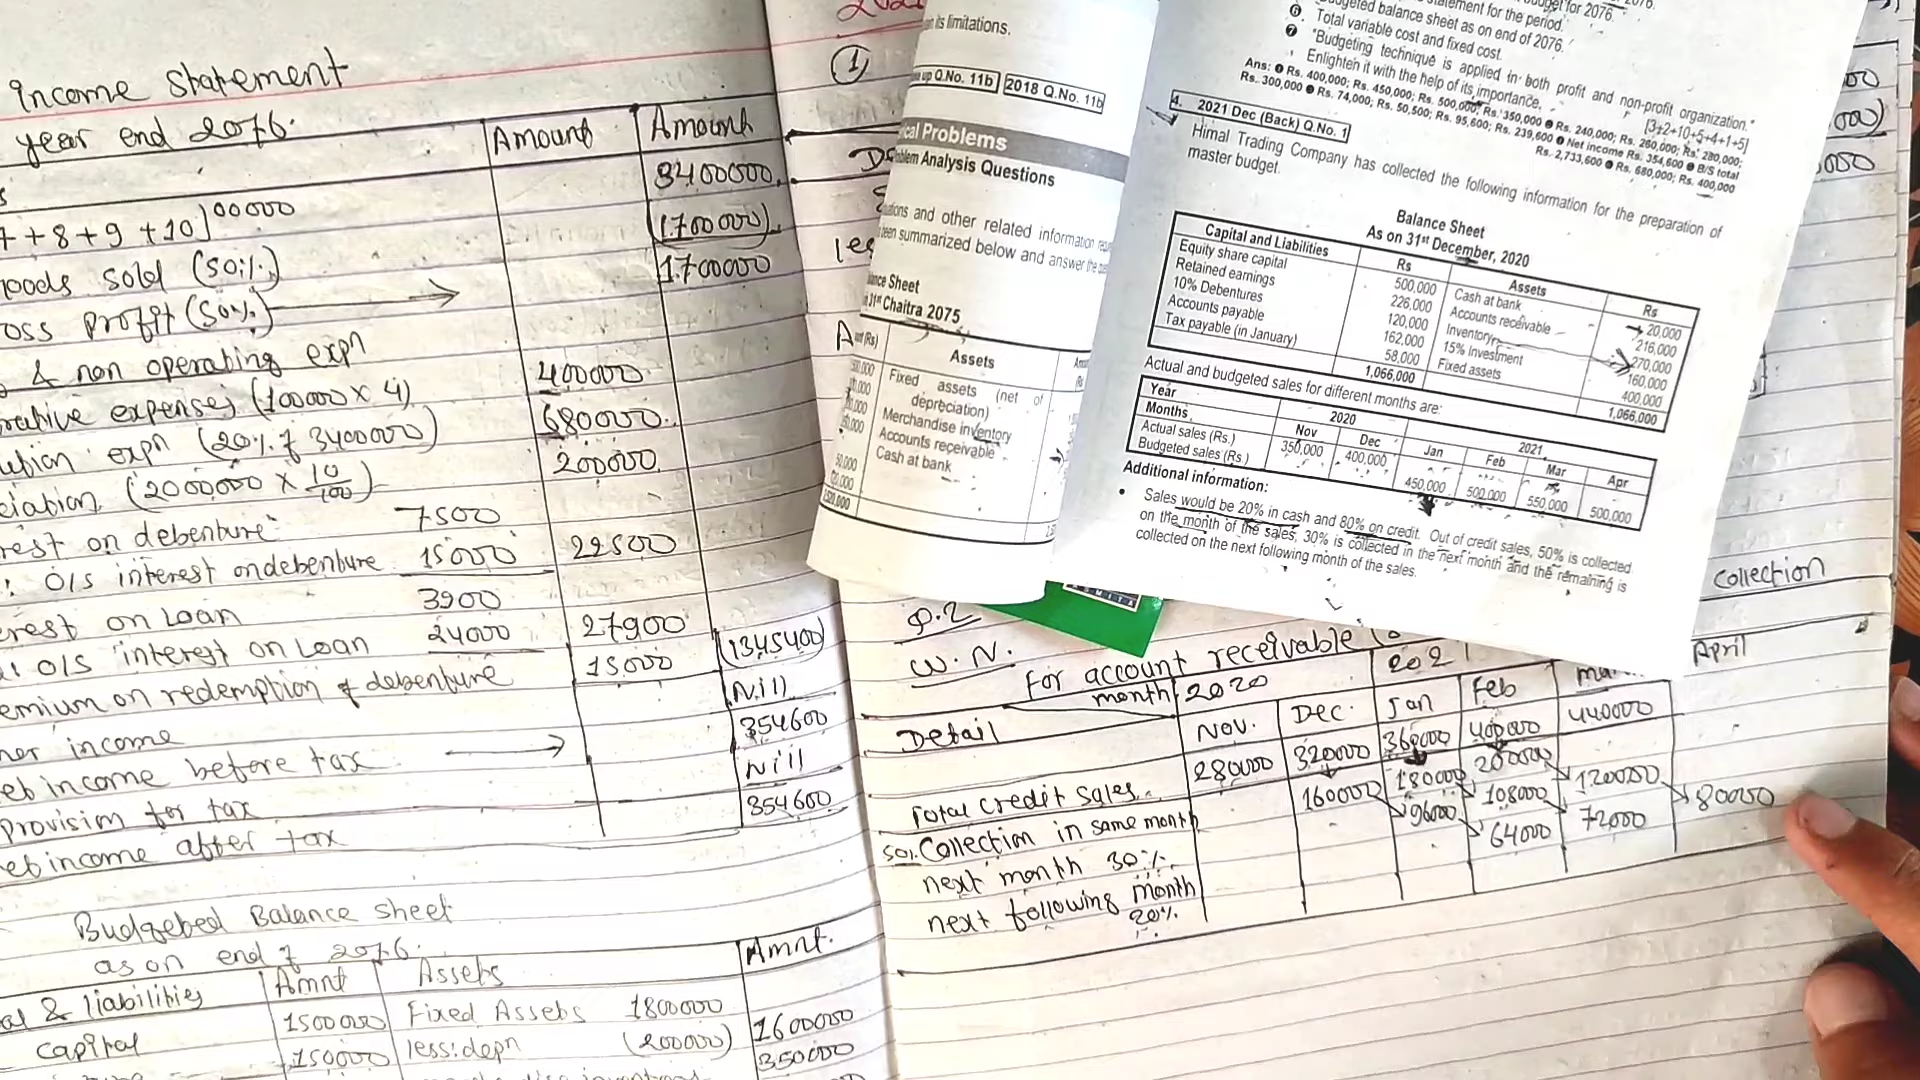 income statement
year end 2076.
Amount Amount
3400000
7 + 8 + 9 + 10]00000
(1700000)
goods sold (50%)
1700000
oss profit (50%)
& non operating expn
rative expenses (100000 x 4) 400000
ution expn (20% of 3400000) 680000
ciation (2000000 x 10/100) 200000
rest on debenture 7500
: O/S interest on debenture 15000 22500
erest on loan 3900
O/S interest on loan 24000 27900
emium on redemption of debenture 15000 (1345400)
her income Nill
et income before tax 354600
provision for tax Nill
et income after tax 354600
Budgeted Balance sheet
as on end of 2076.
al & liabilities Amnt Assets Amnt.
capital 1500000 Fixed Assets 1800000
150000 less: depn (200000) 1600000
350000
①
its limitations.
up Q.No. 11b 2018 Q.No. 11b
cal Problems
blem Analysis Questions
ations and other related information
been summarized below and answer the
ance Sheet
31st Chaitra 2075
Assets
Fixed assets (net of
depreciation)
Merchandise inventory
Accounts receivable
Cash at bank
budget for 2076.
statement for the period.
Budgeted balance sheet as on end of 2076.
❻ Total variable cost and fixed cost.
❼ "Budgeting technique is applied in both profit and non-profit organization."
Enlighten it with the help of its importance.
[3+2+10+5+4+1+5]
Ans: ❶ Rs. 400,000; Rs. 450,000; Rs. 500,000; Rs. 350,000 ❷ Rs. 240,000; Rs. 260,000; Rs. 280,000;
Rs. 300,000 ❸ Rs. 74,000; Rs. 50,500; Rs. 95,600; Rs. 239,600 ❹ Net income Rs. 354,600 ❺ B/S total
Rs. 2,733,600 ❻ Rs. 680,000; Rs. 400,000
4. 2021 Dec (Back) Q.No. 1
Himal Trading Company has collected the following information for the preparation of
master budget.
Balance Sheet
As on 31st December, 2020
Capital and Liabilities Rs Assets Rs
Equity share capital 500,000 Cash at bank 20,000
Retained earnings 226,000 Accounts receivable 216,000
10% Debentures 120,000 Inventory 270,000
Accounts payable 162,000 15% Investment 160,000
Tax payable (in January) 58,000 Fixed assets 400,000
1,066,000 1,066,000
Actual and budgeted sales for different months are:
Year 2020 2021
Months Nov Dec Jan Feb Mar Apr
Actual sales (Rs.) 350,000 400,000
Budgeted sales (Rs.) 450,000 500,000 550,000 500,000
Additional information:
• Sales would be 20% in cash and 80% on credit. Out of credit sales, 50% is collected
on the month of the sales, 30% is collected in the next month and the remaining is
collected on the next following month of the sales.
Q.2
W.N.
For account receivable collection
month 2020 2021
Detail Nov. Dec. Jan Feb April
Total credit sales 280000 320000 360000 400000 440000
50% Collection in same month 160000 180000 200000
next month 30% 96000 108000 120000
next following month 20% 64000 72000 80000